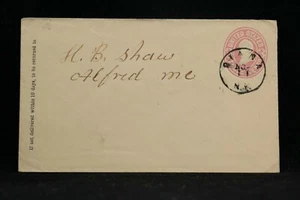 If not delivered within 10 days, to be returned to
H. B. Shaw
Alfred Me
N.J.